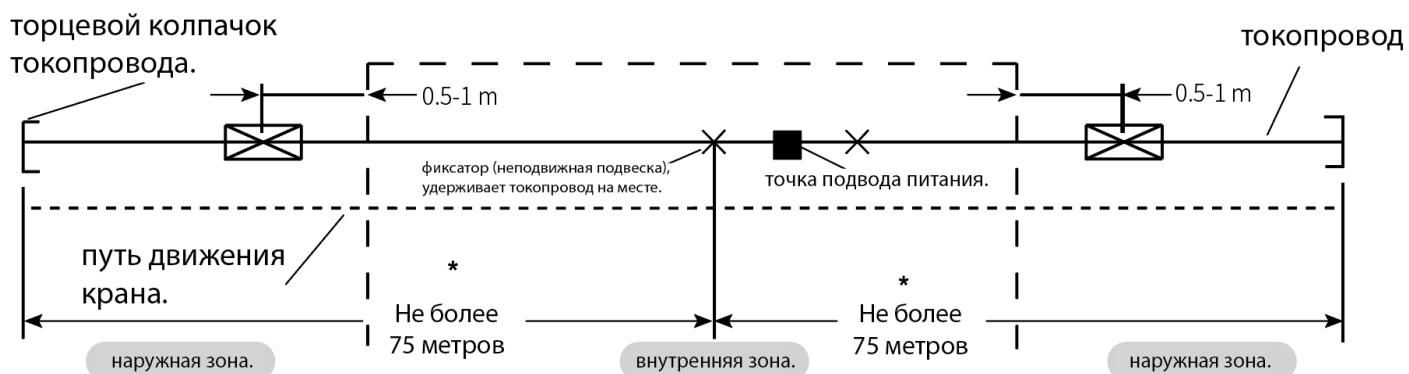 торцевой колпачок
токопровода.
токопровод
0.5-1 m
0.5-1 m
фиксатор (неподвижная подвеска),
удерживает токопровод на месте.
точка подвода питания.
путь движения
крана.
*
Не более
75 метров
*
Не более
75 метров
наружная зона.
внутренняя зона.
наружная зона.